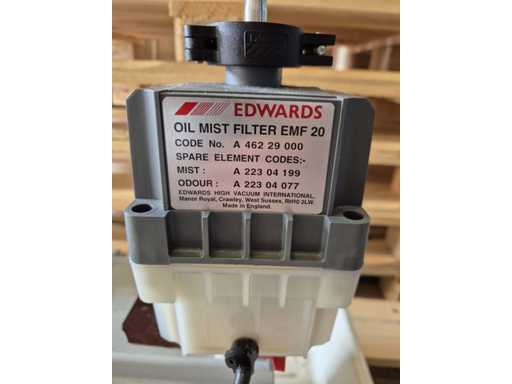 EDWARDS
OIL MIST FILTER EMF 20
CODE No. A 462 29 000
SPARE ELEMENT CODES:-
MIST : A 223 04 199
ODOUR : A 223 04 077
EDWARDS HIGH VACUUM INTERNATIONAL,
Manor Royal, Crawley, West Sussex, RH10 2LW.
Made in England.